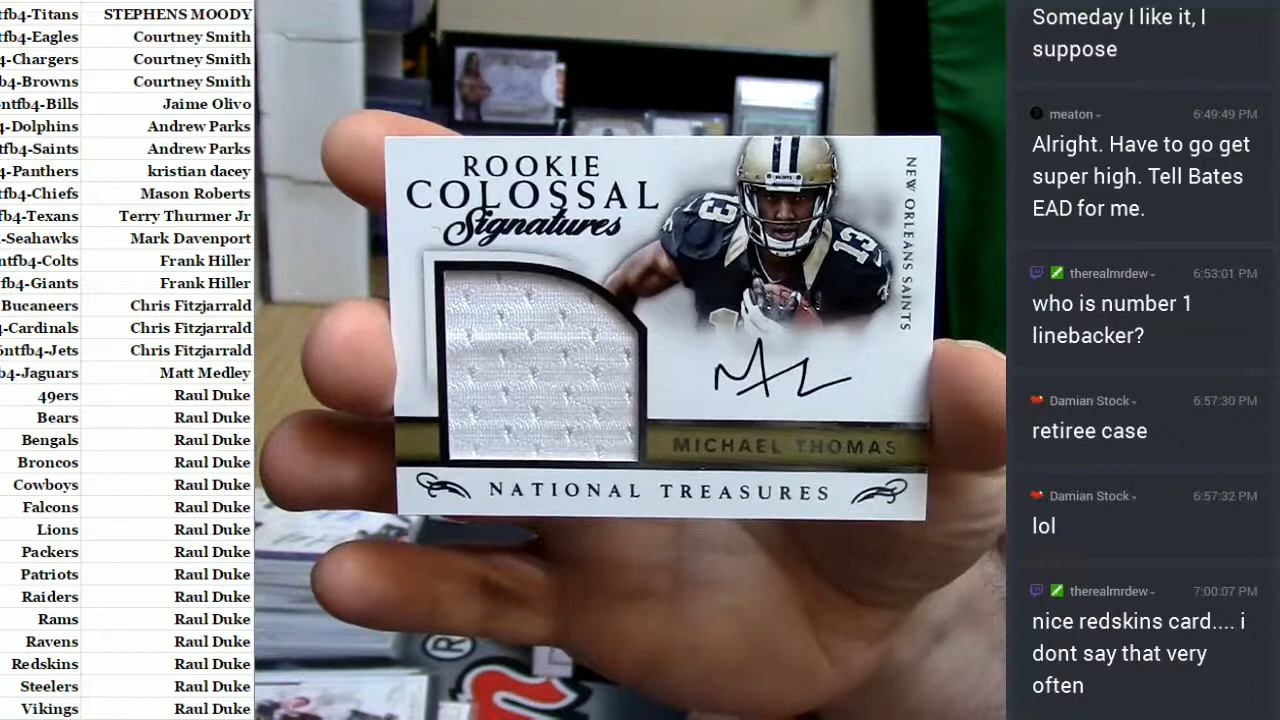 tfb4-Titans STEPHENS MOODY
tfb4-Eagles Courtney Smith
4-Chargers Courtney Smith
b4-Browns Courtney Smith
ntfb4-Bills Jaime Olivo
4-Dolphins Andrew Parks
tfb4-Saints Andrew Parks
4-Panthers kristian dacey
fb4-Chiefs Mason Roberts
fb4-Texans Terry Thurmer Jr
-Seahawks Mark Davenport
ntfb4-Colts Frank Hiller
fb4-Giants Frank Hiller
Bucaneers Chris Fitzjarrald
4-Cardinals Chris Fitzjarrald
6ntfb4-Jets Chris Fitzjarrald
b4-Jaguars Matt Medley
49ers Raul Duke
Bears Raul Duke
Bengals Raul Duke
Broncos Raul Duke
Cowboys Raul Duke
Falcons Raul Duke
Lions Raul Duke
Packers Raul Duke
Patriots Raul Duke
Raiders Raul Duke
Rams Raul Duke
Ravens Raul Duke
Redskins Raul Duke
Steelers Raul Duke
Vikings Raul Duke
ROOKIE
COLOSSAL
Signatures
NEW ORLEANS SAINTS
13
13
MICHAEL THOMAS
NATIONAL TREASURES
R
Someday I like it, I
suppose
meaton 6:49:49 PM
Alright. Have to go get
super high. Tell Bates
EAD for me.
therealmrdew 6:53:01 PM
who is number 1
linebacker?
Damian Stock 6:57:30 PM
retiree case
Damian Stock 6:57:32 PM
lol
therealmrdew 7:00:07 PM
nice redskins card.... i
dont say that very
often